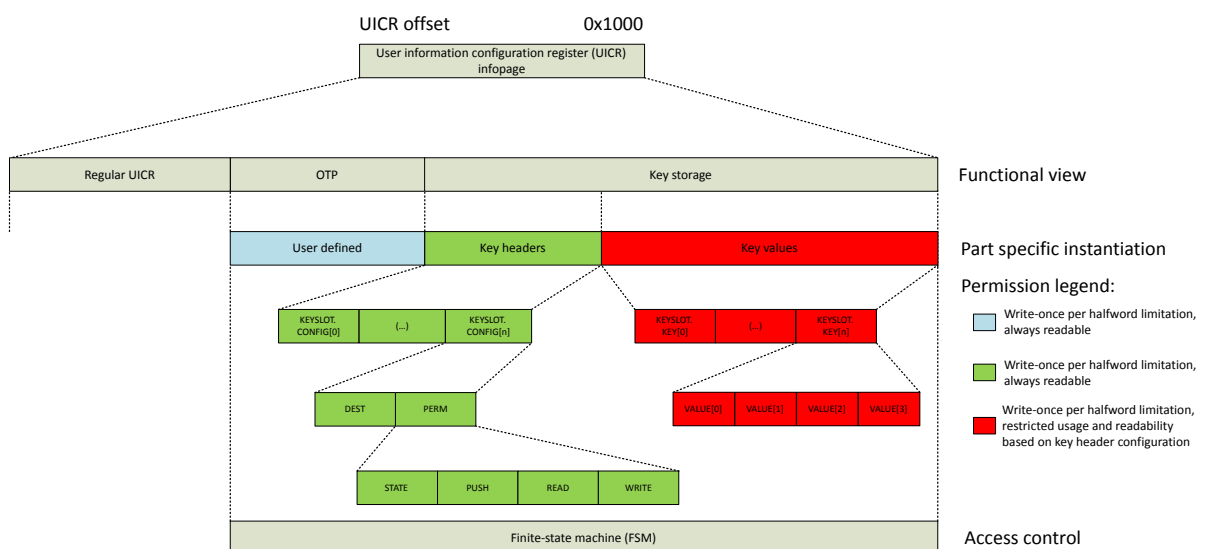 UICR offset 0x1000
User information configuration register (UICR)
infopage
Regular UICR OTP Key storage Functional view
User defined Key headers Key values Part specific instantiation
Permission legend:
KEYSLOT.
CONFIG[0]
(...)
KEYSLOT.
CONFIG[n]
KEYSLOT.
KEY[0]
(...)
KEYSLOT.
KEY[n]
Write-once per halfword limitation,
always readable
Write-once per halfword limitation,
always readable
DEST PERM
VALUE[0] VALUE[1] VALUE[2] VALUE[3]
Write-once per halfword limitation,
restricted usage and readability
based on key header configuration
STATE PUSH READ WRITE
Finite-state machine (FSM) Access control